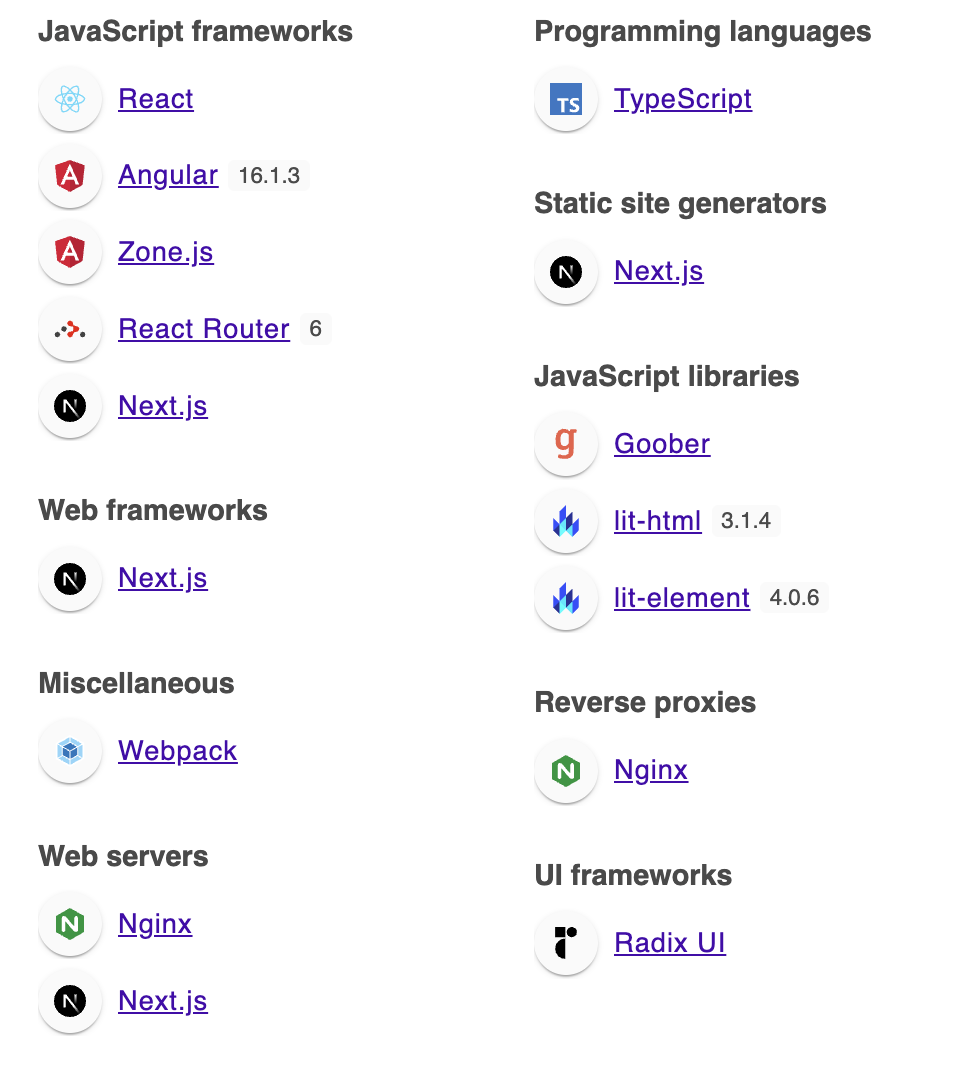 JavaScript frameworks
React
Angular 16.1.3
Zone.js
React Router 6
Next.js
Web frameworks
Next.js
Miscellaneous
Webpack
Web servers
Nginx
Next.js
Programming languages
TS TypeScript
Static site generators
Next.js
JavaScript libraries
g Goober
lit-html 3.1.4
lit-element 4.0.6
Reverse proxies
Nginx
UI frameworks
Radix UI